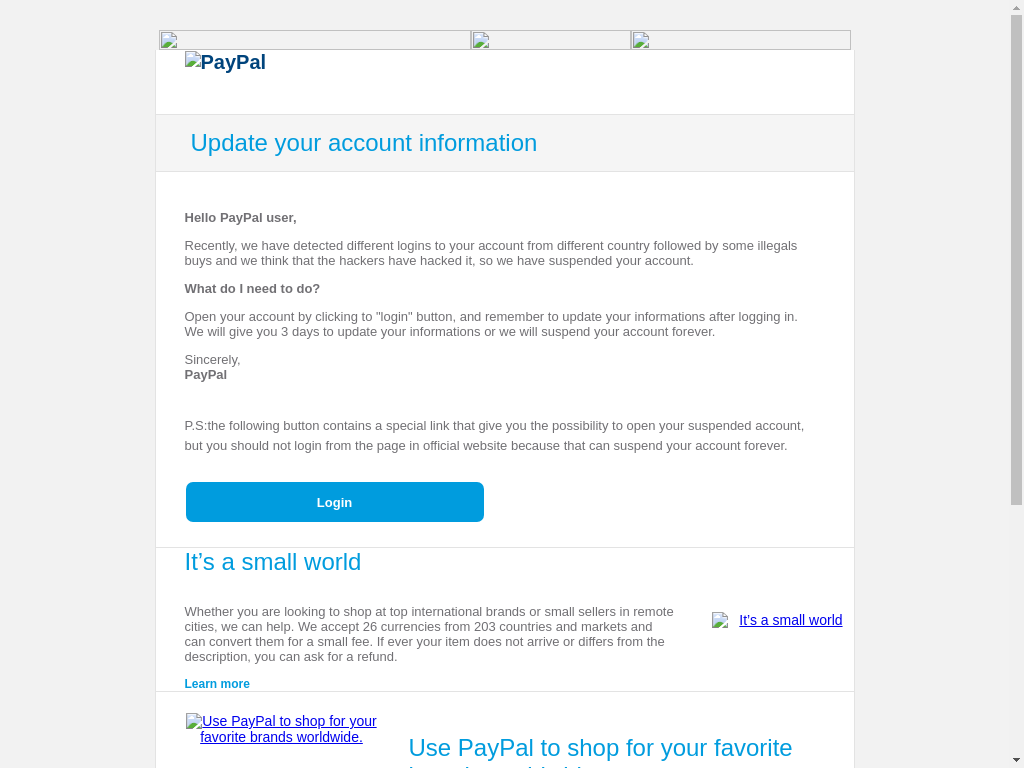 PayPal
Update your account information
Hello PayPal user,
Recently, we have detected different logins to your account from different country followed by some illegals
buys and we think that the hackers have hacked it, so we have suspended your account.
What do I need to do?
Open your account by clicking to "login" button, and remember to update your informations after logging in.
We will give you 3 days to update your informations or we will suspend your account forever.
Sincerely,
PayPal
P.S:the following button contains a special link that give you the possibility to open your suspended account,
but you should not login from the page in official website because that can suspend your account forever.
Login
It’s a small world
Whether you are looking to shop at top international brands or small sellers in remote
cities, we can help. We accept 26 currencies from 203 countries and markets and
can convert them for a small fee. If ever your item does not arrive or differs from the
description, you can ask for a refund.
It’s a small world
Learn more
Use PayPal to shop for your
favorite brands worldwide.
Use PayPal to shop for your favorite